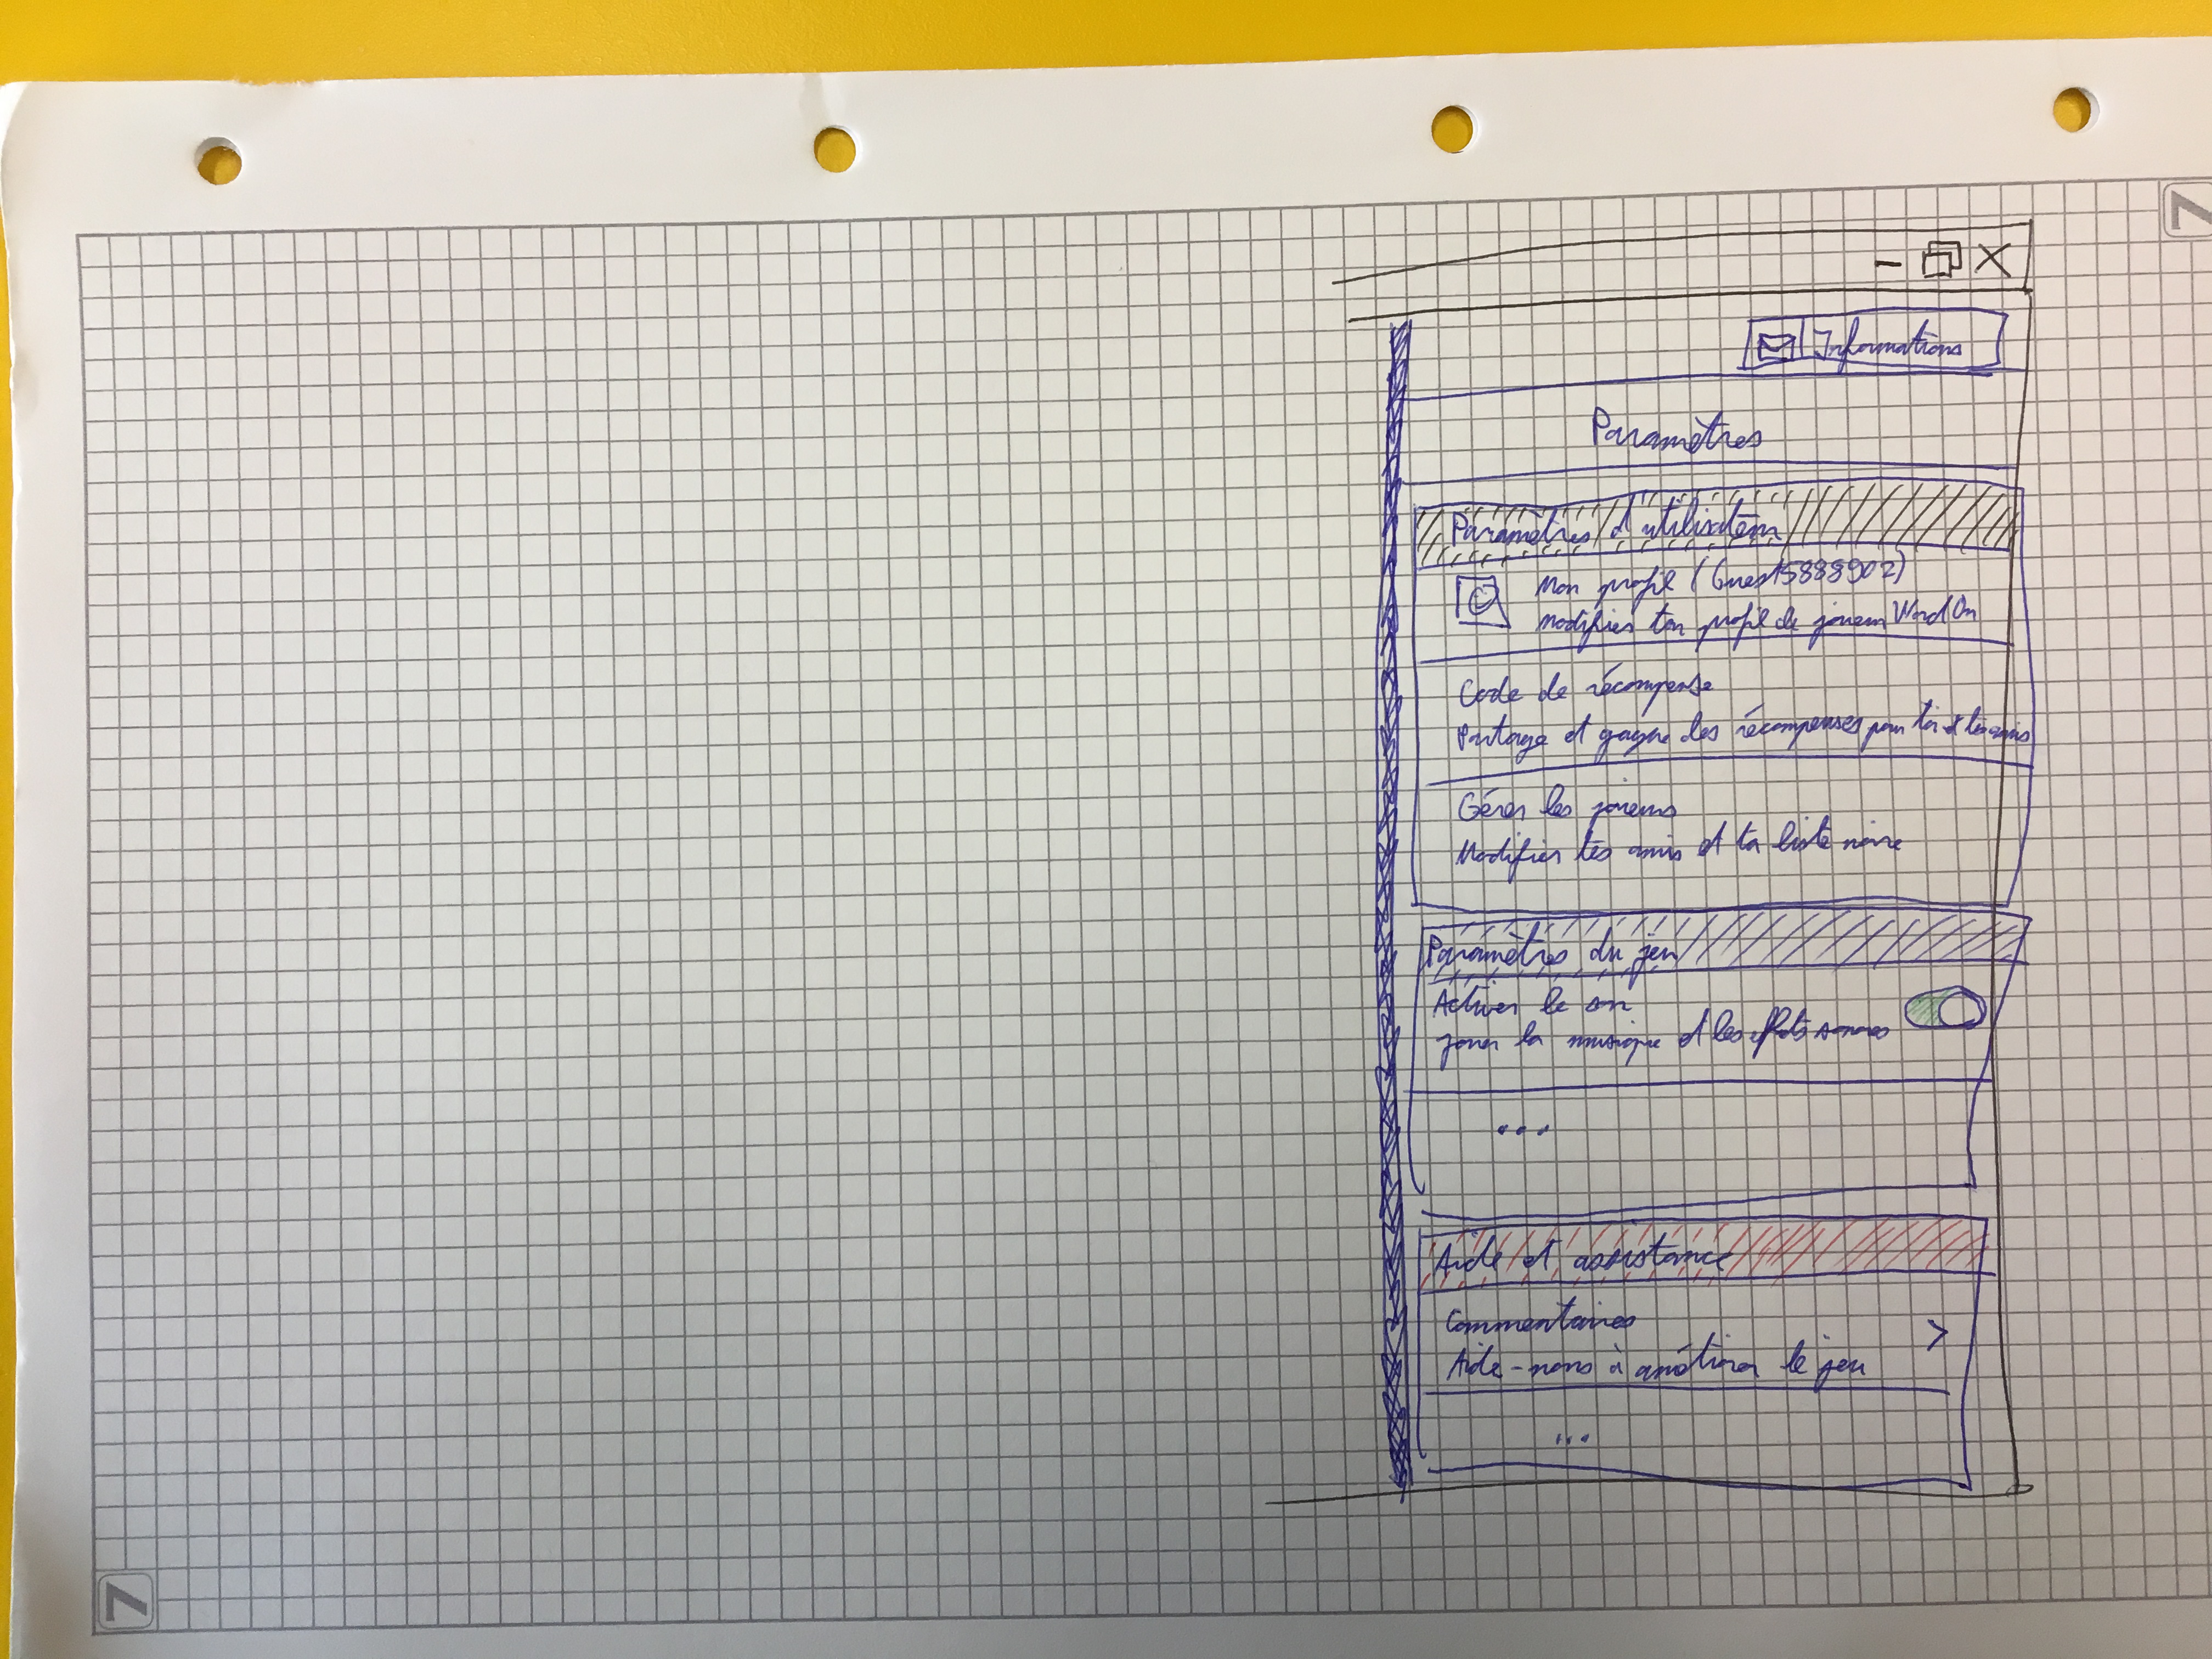 7
Informations
Paramètres
Paramètres d'utilisateur
Mon profil (Guest5888902)
Modifier ton profil de joueur WordOn
Code de récompense
Partage et gagne des récompenses pour toi et tes amis
Gérer les joueurs
Modifier tes amis et ta liste noire
Paramètres du jeu
Activer le son
Jouer la musique et les effets sonores
...
Aide et assistance
Commentaires >
Aide-nous à améliorer le jeu
...
7